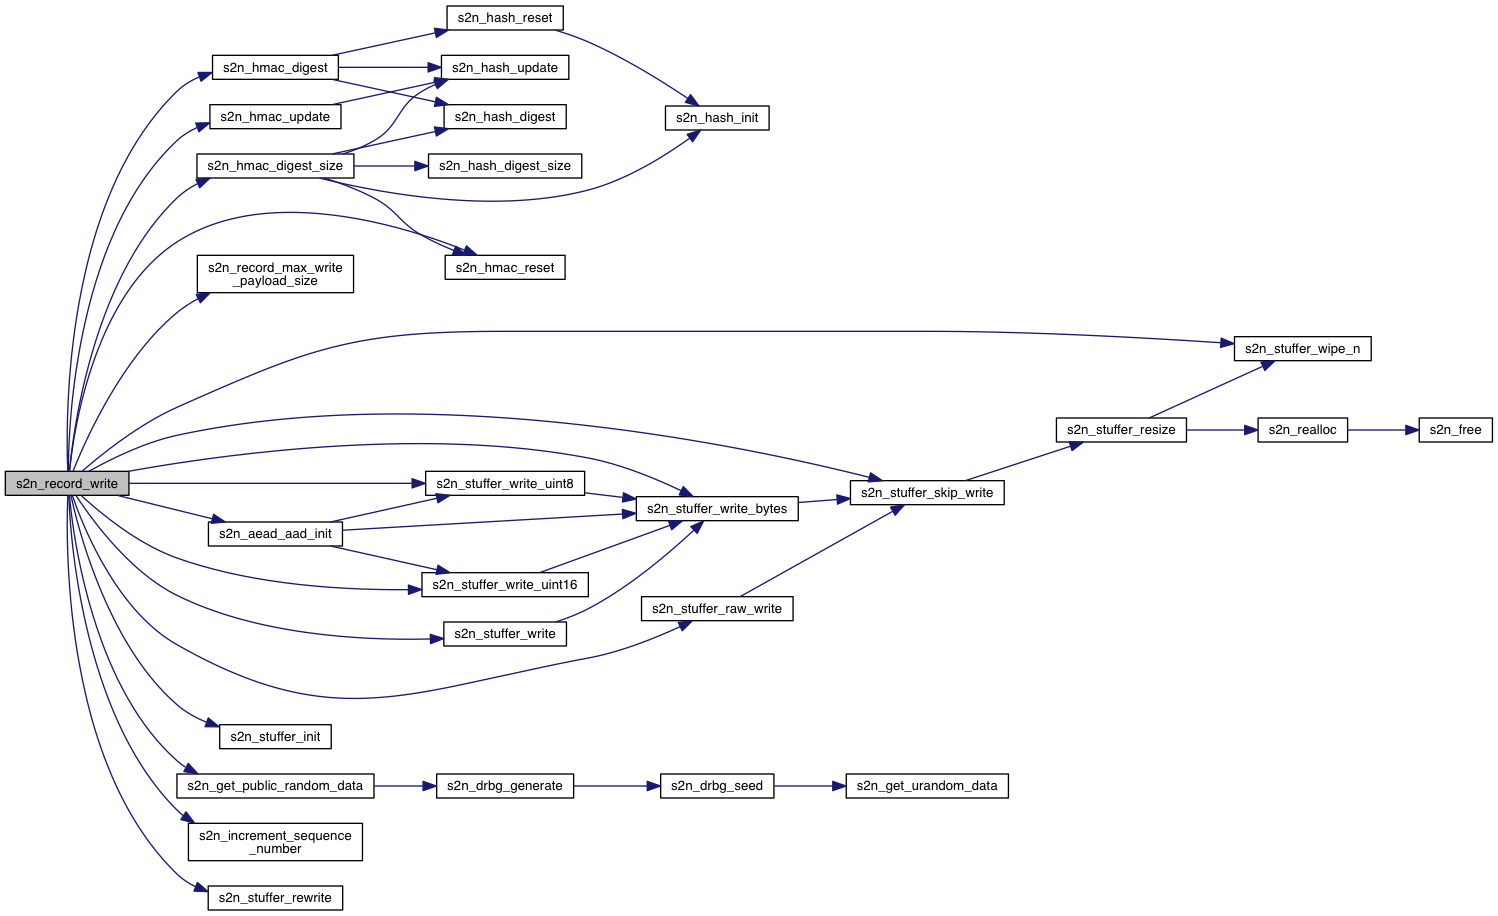 s2n_hash_reset
s2n_hmac_digest
s2n_hash_update
s2n_hmac_update
s2n_hash_digest
s2n_hash_init
s2n_hmac_digest_size
s2n_hash_digest_size
s2n_record_max_write
_payload_size
s2n_hmac_reset
s2n_stuffer_wipe_n
s2n_stuffer_resize
s2n_realloc
s2n_free
s2n_record_write
s2n_stuffer_write_uint8
s2n_stuffer_skip_write
s2n_stuffer_write_bytes
s2n_aead_aad_init
s2n_stuffer_write_uint16
s2n_stuffer_raw_write
s2n_stuffer_write
s2n_stuffer_init
s2n_get_public_random_data
s2n_drbg_generate
s2n_drbg_seed
s2n_get_urandom_data
s2n_increment_sequence
_number
s2n_stuffer_rewrite